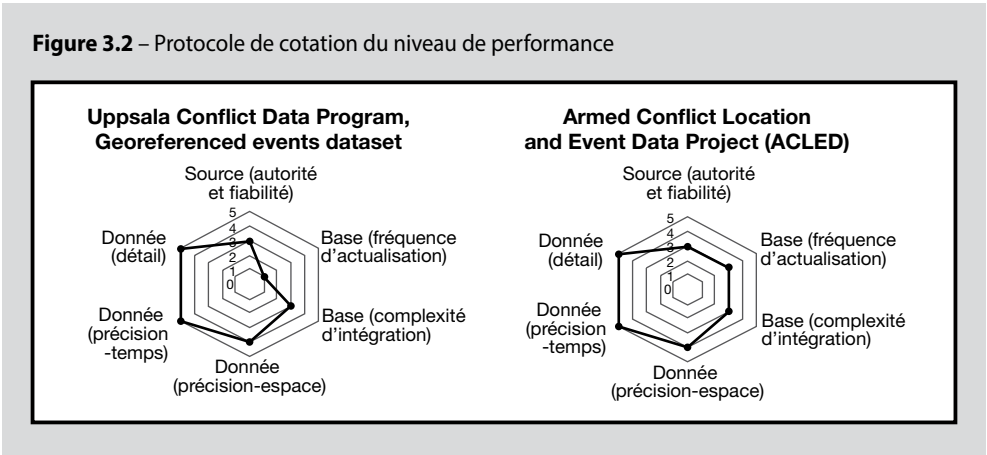 Figure 3.2 – Protocole de cotation du niveau de performance
Uppsala Conflict Data Program,
Georeferenced events dataset
Source (autorité
et fiabilité)
5
4
3
2
1
0
Base (fréquence
d’actualisation)
Base (complexité
d’intégration)
Donnée
(précision-espace)
Donnée
(précision
-temps)
Donnée
(détail)
Armed Conflict Location
and Event Data Project (ACLED)
Source (autorité
et fiabilité)
5
4
3
2
1
0
Base (fréquence
d’actualisation)
Base (complexité
d’intégration)
Donnée
(précision-espace)
Donnée
(précision
-temps)
Donnée
(détail)